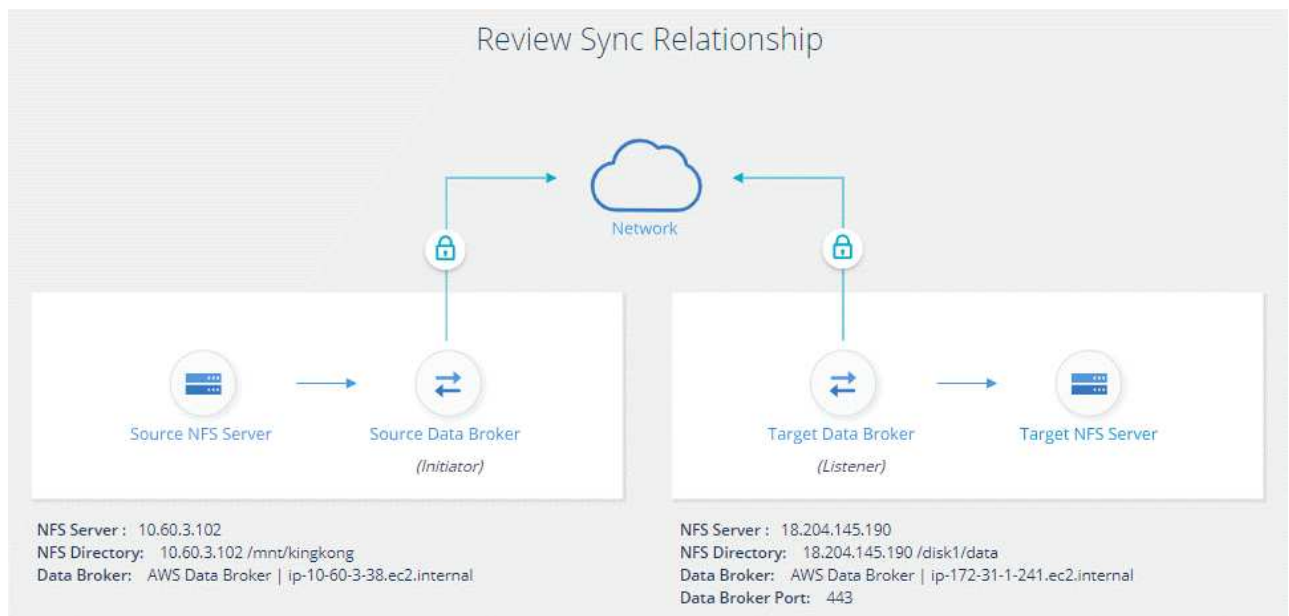 Review Sync Relationship
Network
Source NFS Server
Source Data Broker
(Initiator)
Target Data Broker
(Listener)
Target NFS Server
NFS Server : 10.60.3.102
NFS Directory: 10.60.3.102 /mnt/kingkong
Data Broker: AWS Data Broker | ip-10-60-3-38.ec2.internal
NFS Server : 18.204.145.190
NFS Directory: 18.204.145.190 /disk1/data
Data Broker: AWS Data Broker | ip-172-31-1-241.ec2.internal
Data Broker Port: 443